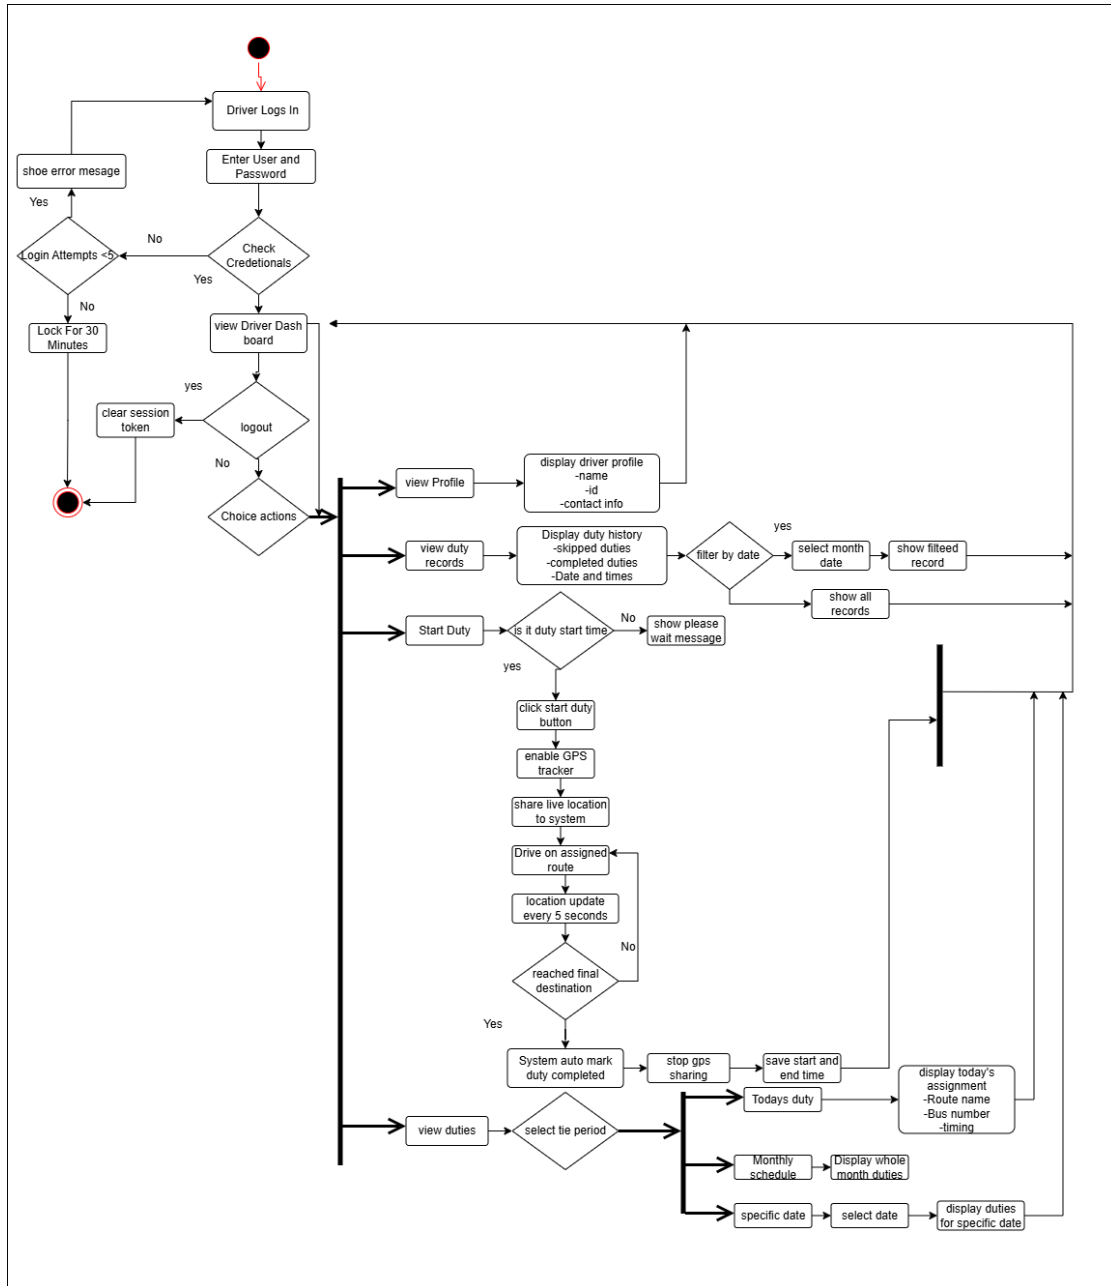 Driver Logs In
shoe error mesage
Enter User and
Password
Yes
Login Attempts <5
No
Check
Credetionals
Yes
No
Lock For 30
Minutes
view Driver Dash
board
yes
clear session
token
logout
No
Choice actions
view Profile
display driver profile
-name
-id
-contact info
view duty
records
Display duty history
-skipped duties
-completed duties
-Date and times
filter by date
yes
select month
date
show filteed
record
show all
records
Start Duty
is it duty start time
No
show please
wait message
yes
click start duty
button
enable GPS
tracker
share live location
to system
Drive on assigned
route
location update
every 5 seconds
No
reached final
destination
Yes
System auto mark
duty completed
stop gps
sharing
save start and
end time
view duties
select tie period
Todays duty
display today's
assignment
-Route name
-Bus number
-timing
Monthly
schedule
Display whole
month duties
specific date
select date
display duties
for specific date